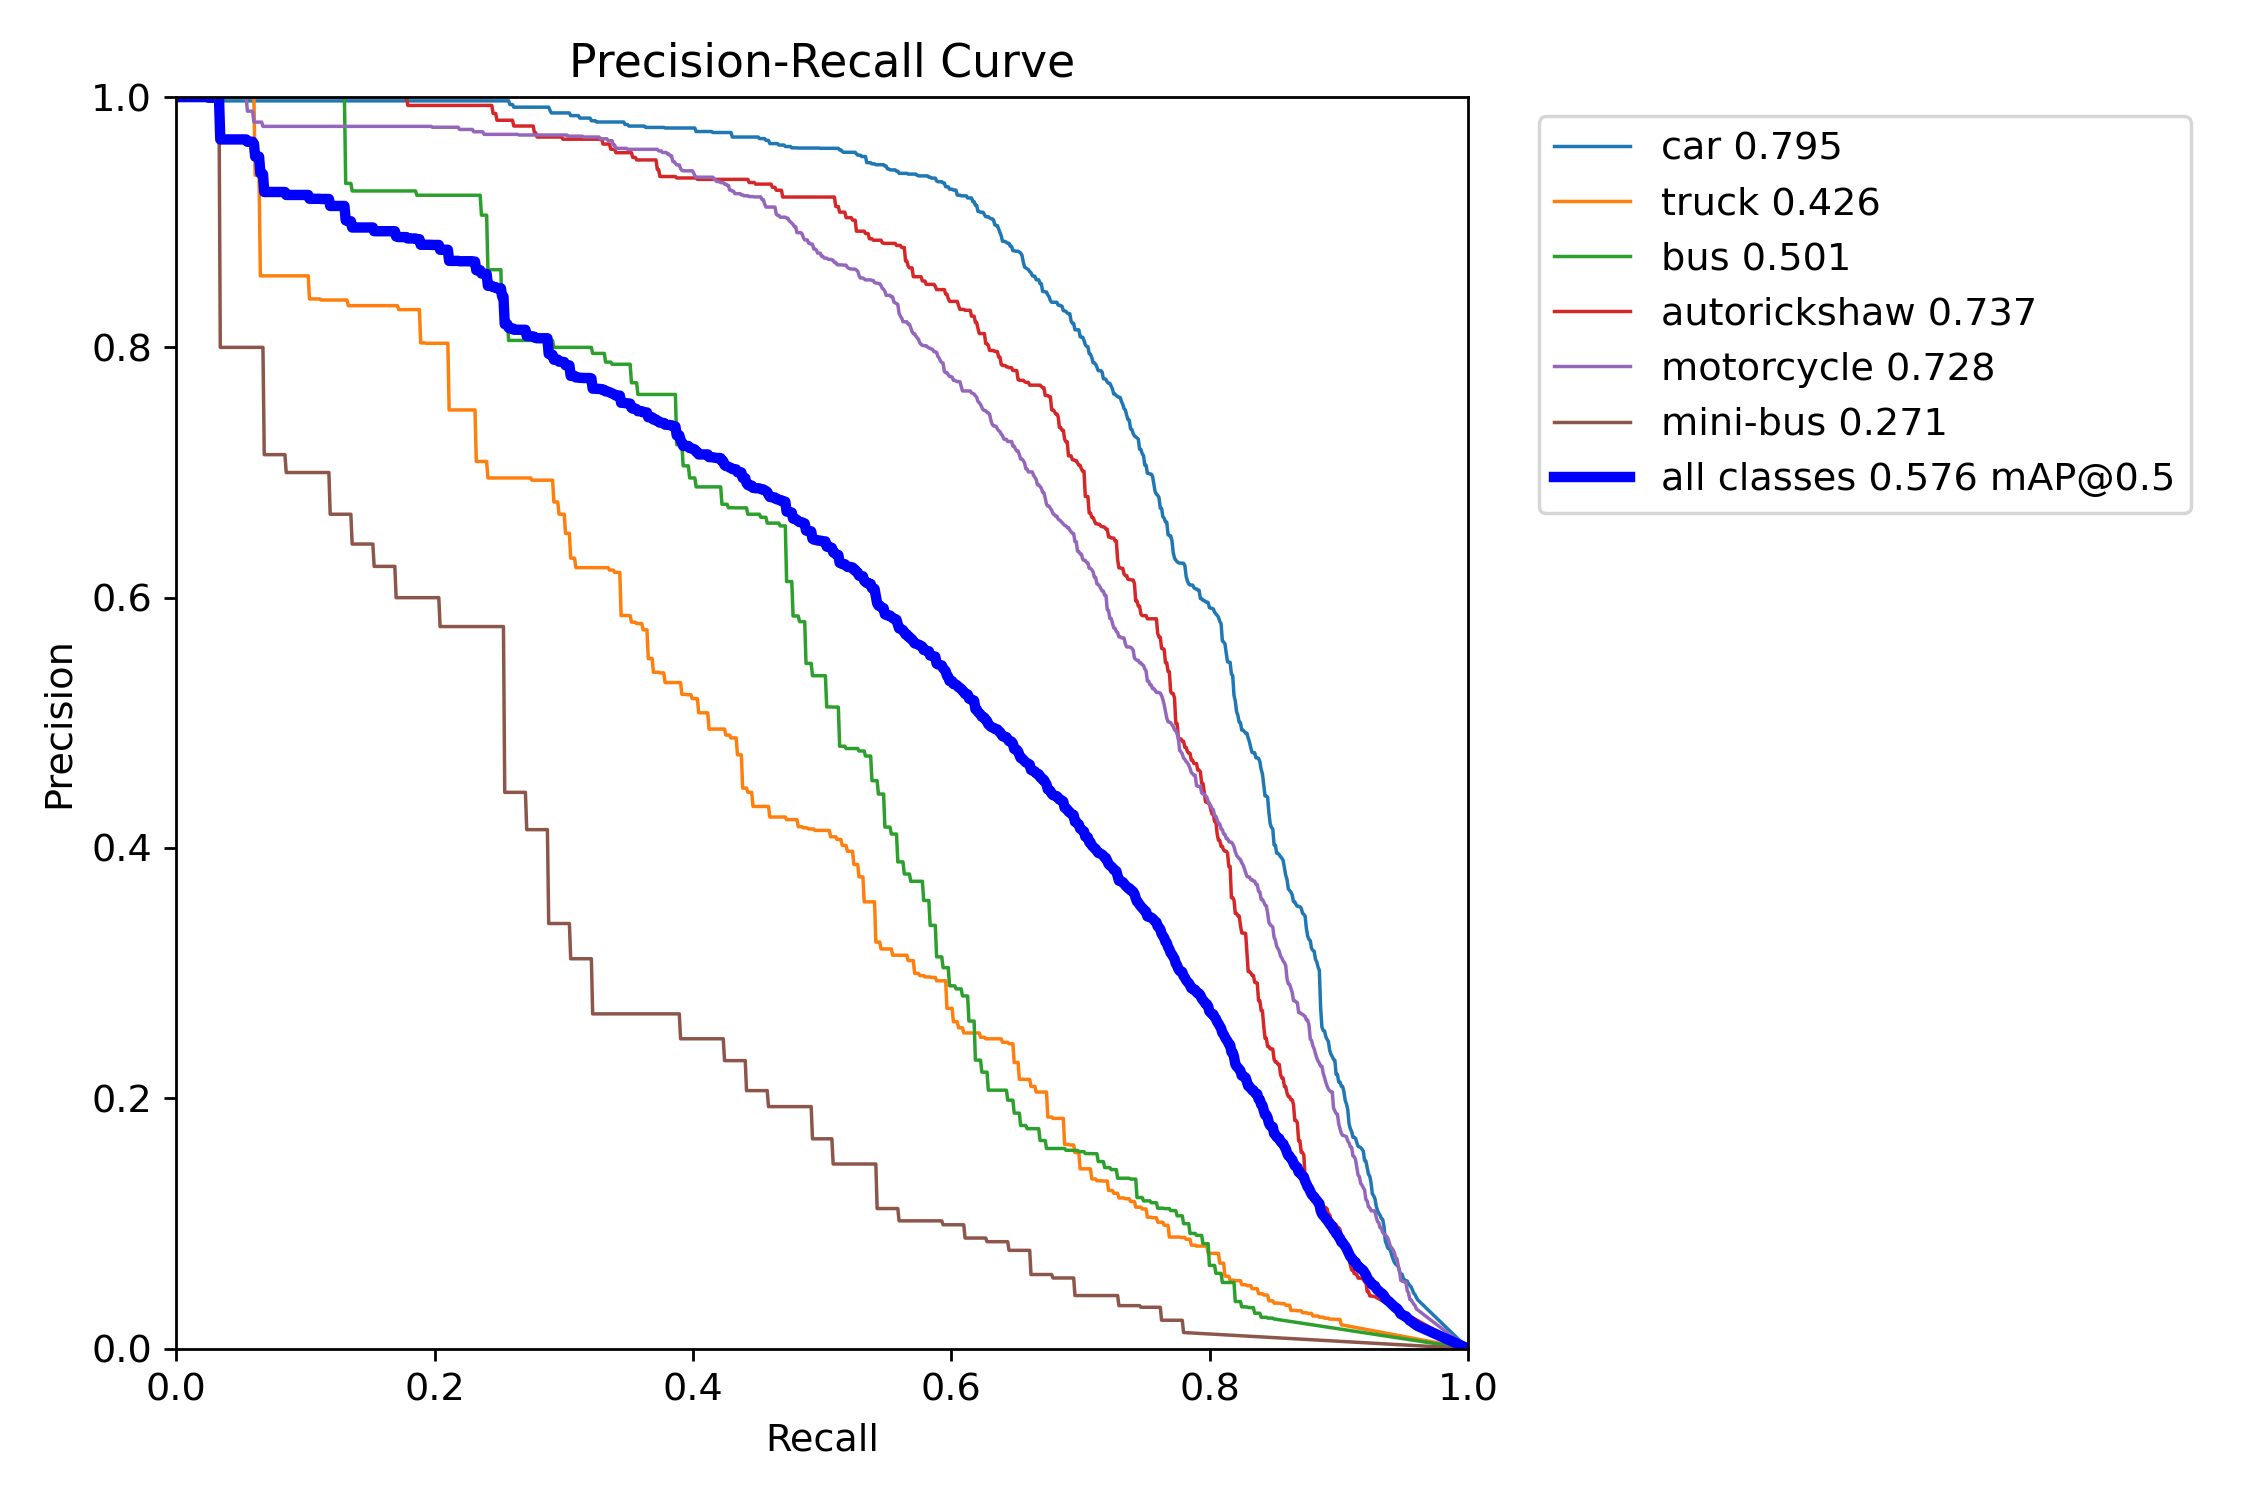 Precision-Recall Curve
1.0
0.8
0.6
0.4
0.2
0.0
Precision
0.0 0.2 0.4 0.6 0.8 1.0
Recall
car 0.795
truck 0.426
bus 0.501
autorickshaw 0.737
motorcycle 0.728
mini-bus 0.271
all classes 0.576 mAP@0.5